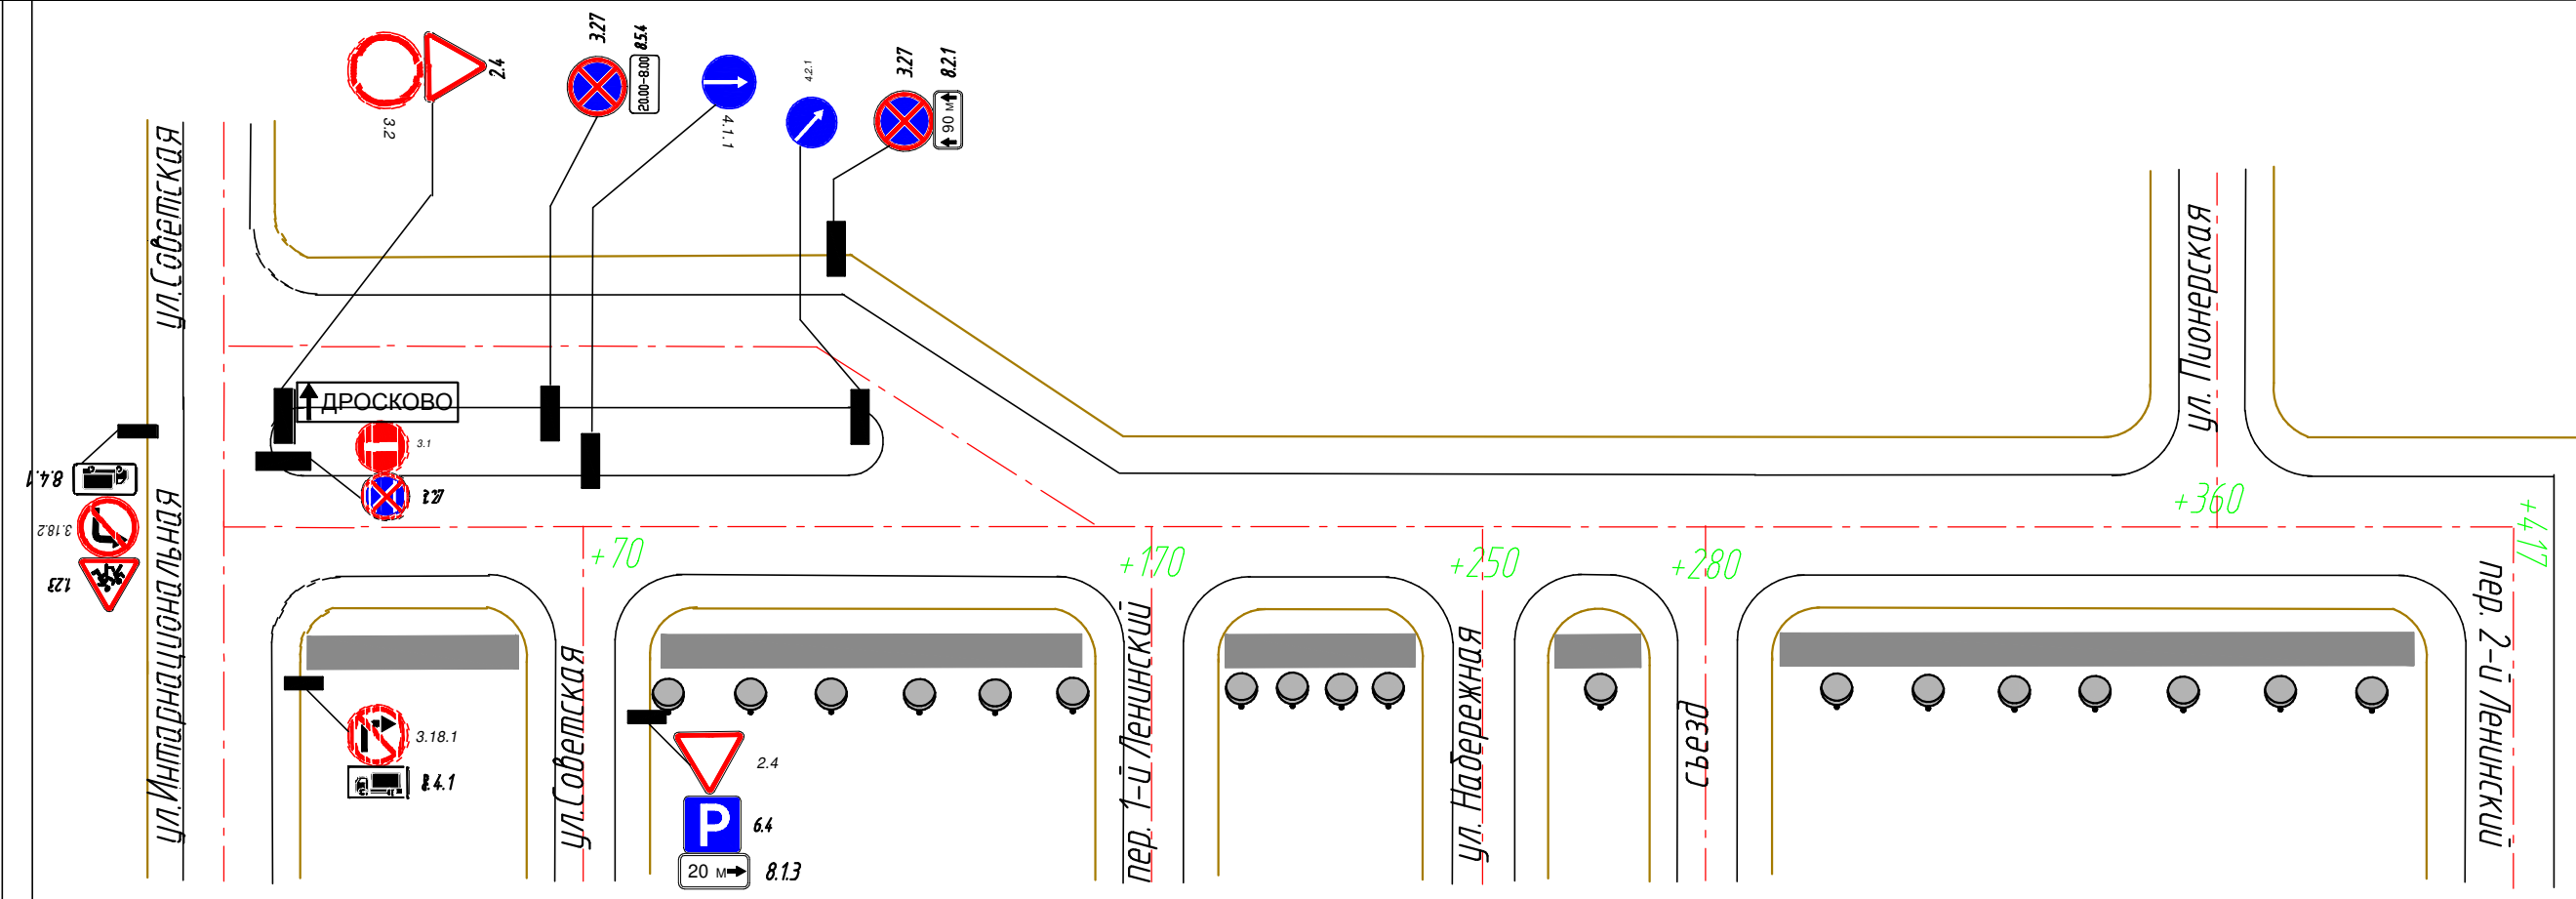 3.2
2.4
3.27
8.5.4
20.00-8.00
4.1.1
4.2.1
3.27
8.2.1
90 м
ул.Советская
ул. Пионерская
ДРОСКОВО
3.1
8.4.1
3.18.2
1.23
ул.Интарнациональная
+70
+170
+250
+280
+360
+417
3.18.1
8.4.1
ул.Советская
2.4
6.4
P
20 м
8.1.3
пер. 1-й Ленинский
ул. Набережная
съезд
пер. 2-й Ленинский